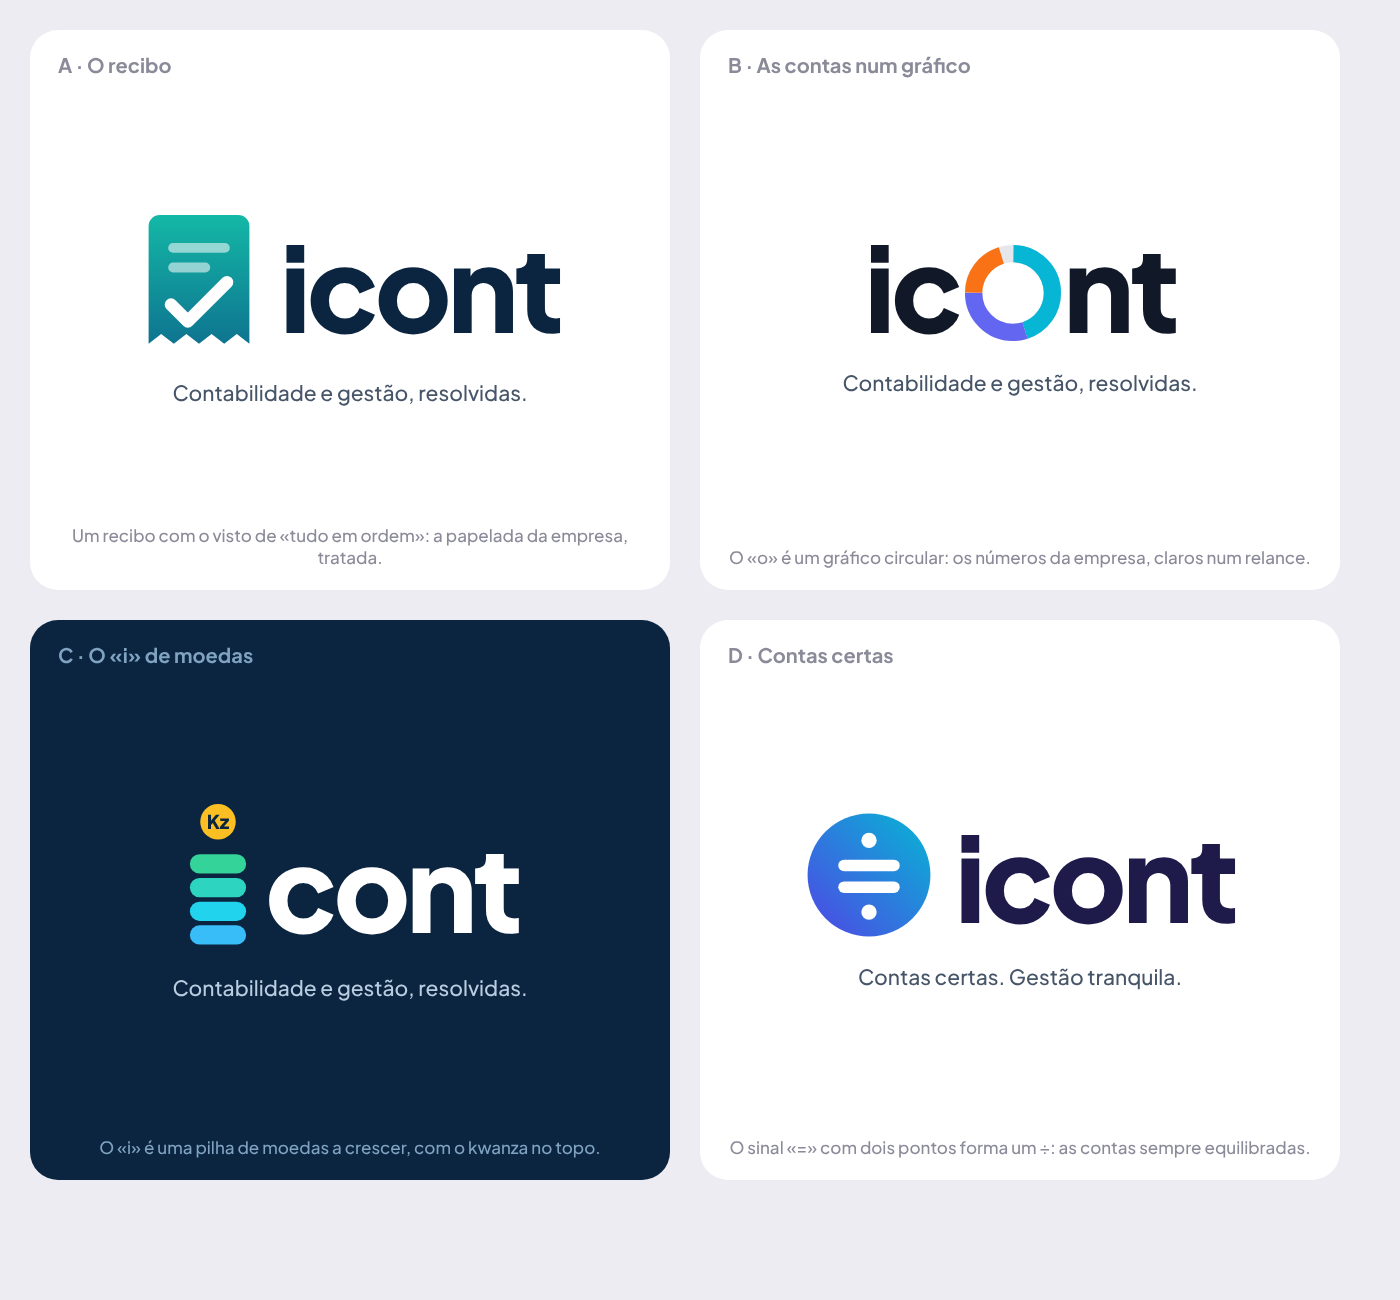 A · O recibo
icont
Contabilidade e gestão, resolvidas.
Um recibo com o visto de «tudo em ordem»: a papelada da empresa,
tratada.
B · As contas num gráfico
icont
Contabilidade e gestão, resolvidas.
O «o» é um gráfico circular: os números da empresa, claros num relance.
C · O «i» de moedas
Kz
icont
Contabilidade e gestão, resolvidas.
O «i» é uma pilha de moedas a crescer, com o kwanza no topo.
D · Contas certas
icont
Contas certas. Gestão tranquila.
O sinal «=» com dois pontos forma um ÷: as contas sempre equilibradas.